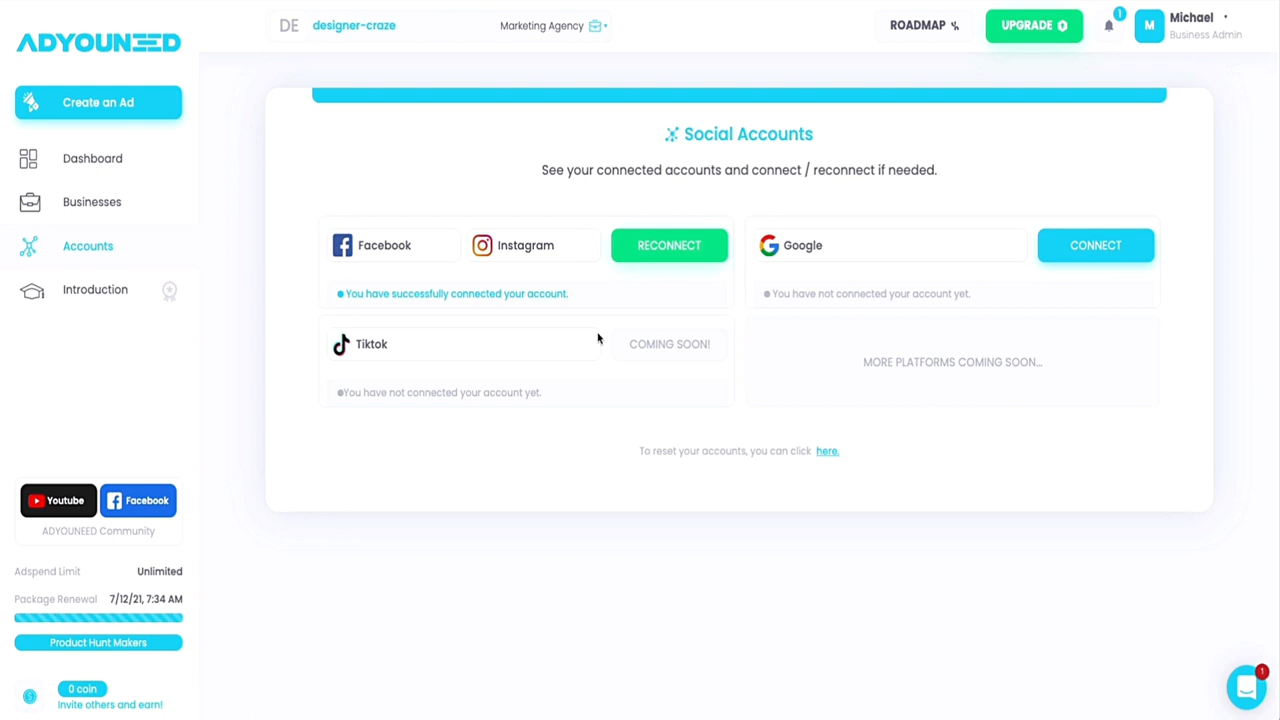 ADYOUNEED
DE designer-craze
Marketing Agency
ROADMAP
UPGRADE
1
M
Michael
Business Admin
Create an Ad
Dashboard
Businesses
Accounts
Introduction
Social Accounts
See your connected accounts and connect / reconnect if needed.
Facebook
Instagram
RECONNECT
You have successfully connected your account.
Google
CONNECT
You have not connected your account yet.
Tiktok
COMING SOON!
You have not connected your account yet.
MORE PLATFORMS COMING SOON...
To reset your accounts, you can click here.
Youtube
Facebook
ADYOUNEED Community
Adspend Limit Unlimited
Package Renewal 7/12/21, 7:34 AM
Product Hunt Makers
0 coin
Invite others and earn!
1